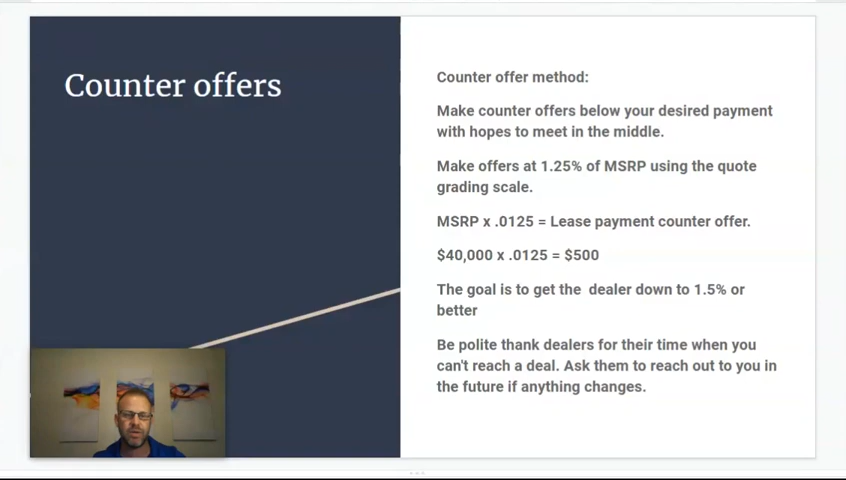 Counter offers
Counter offer method:
Make counter offers below your desired payment
with hopes to meet in the middle.
Make offers at 1.25% of MSRP using the quote
grading scale.
MSRP x .0125 = Lease payment counter offer.
$40,000 x .0125 = $500
The goal is to get the  dealer down to 1.5% or
better
Be polite thank dealers for their time when you
can't reach a deal. Ask them to reach out to you in
the future if anything changes.